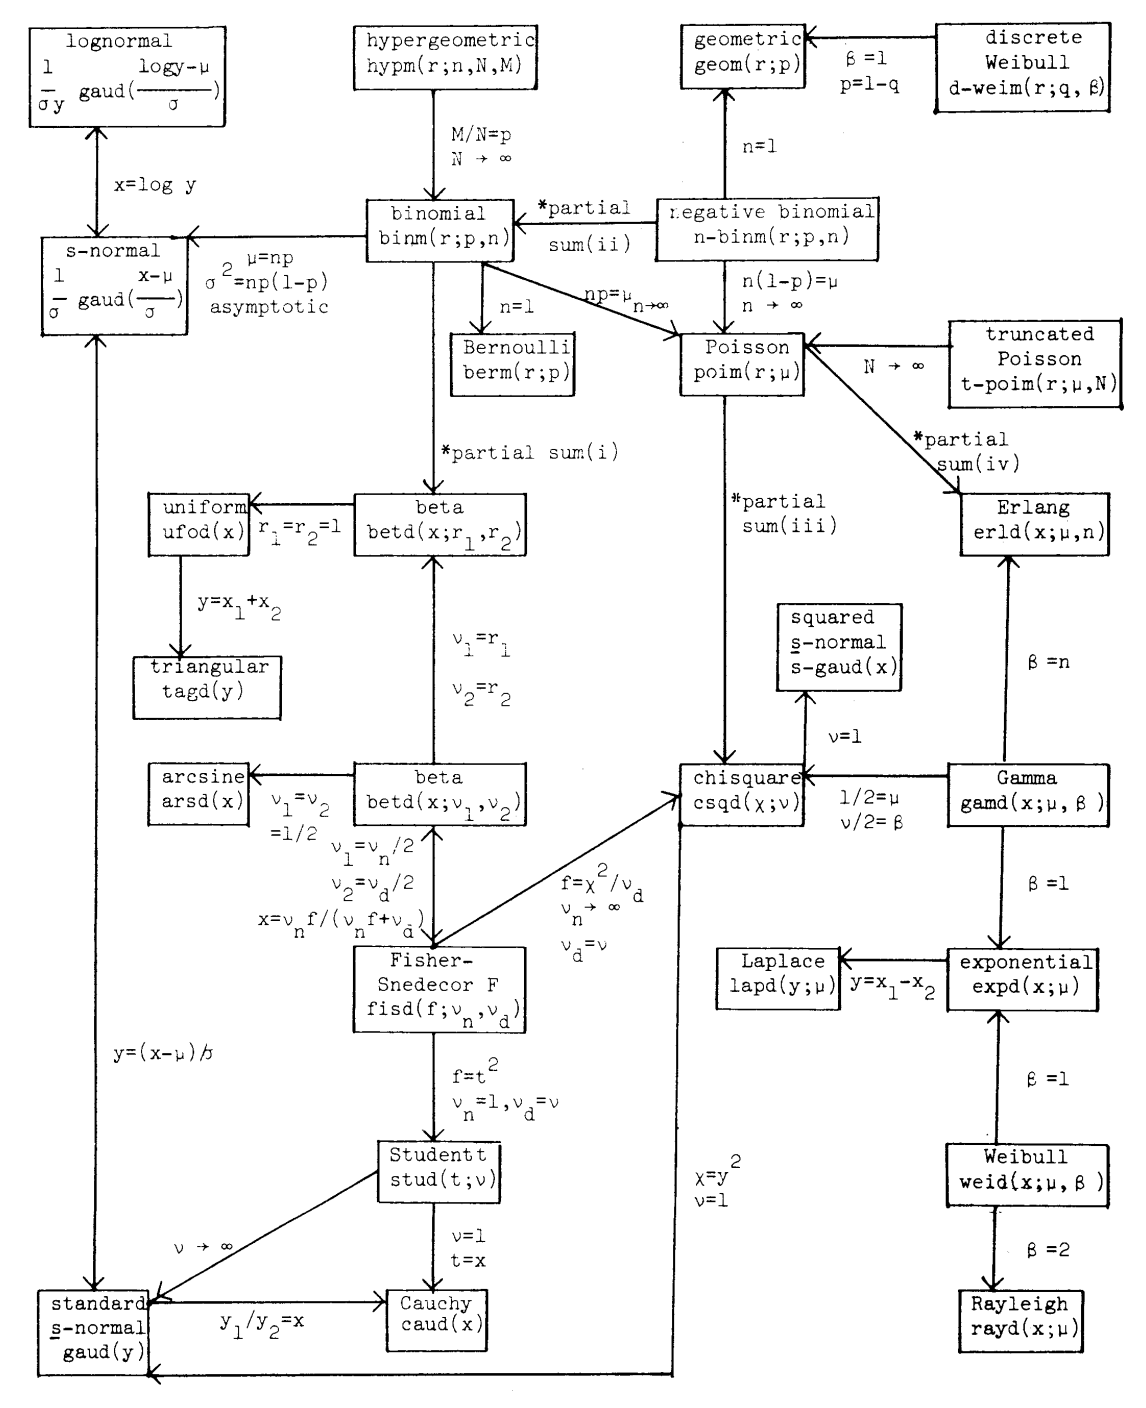 lognormal
1/σy gaud((logy-μ)/σ)
hypergeometric
hypm(r;n,N,M)
geometric
geom(r;p)
β=1
p=1-q
discrete
Weibull
d-weim(r;q,β)
x=log y
M/N=p
N → ∞
n=1
s-normal
1/σ gaud((x-μ)/σ)
μ=np
σ²=np(1-p)
asymptotic
binomial
binm(r;p,n)
*partial
sum(ii)
negative binomial
n-binm(r;p,n)
n=1
np=μ n→∞
n(1-p)=μ
n → ∞
Bernoulli
berm(r;p)
Poisson
poim(r;μ)
N → ∞
truncated
Poisson
t-poim(r;μ,N)
*partial sum(i)
*partial
sum(iii)
*partial
sum(iv)
uniform
ufod(x)
r₁=r₂=1
beta
betd(x;r₁,r₂)
Erlang
erld(x;μ,n)
y=x₁+x₂
ν₁=r₁
ν₂=r₂
squared
s-normal
s-gaud(x)
β=n
triangular
tagd(y)
ν=1
arcsine
arsd(x)
ν₁=ν₂
=1/2
beta
betd(x;ν₁,ν₂)
chisquare
csqd(χ;ν)
1/2=μ
ν/2=β
Gamma
gamd(x;μ,β)
ν₁=νₙ/2
ν₂=ν_d/2
x=νₙf/(νₙf+ν_d)
f=χ²/ν_d
νₙ→ ∞
ν_d=ν
β=1
Fisher-
Snedecor F
fisd(f;νₙ,ν_d)
Laplace
lapd(y;μ)
y=x₁-x₂
exponential
expd(x;μ)
y=(x-μ)/σ
f=t²
νₙ=1,ν_d=ν
β=1
Studentt
stud(t;ν)
χ=y²
ν=1
Weibull
weid(x;μ,β)
ν → ∞
ν=1
t=x
β=2
standard
s-normal
gaud(y)
y₁/y₂=x
Cauchy
caud(x)
Rayleigh
rayd(x;μ)